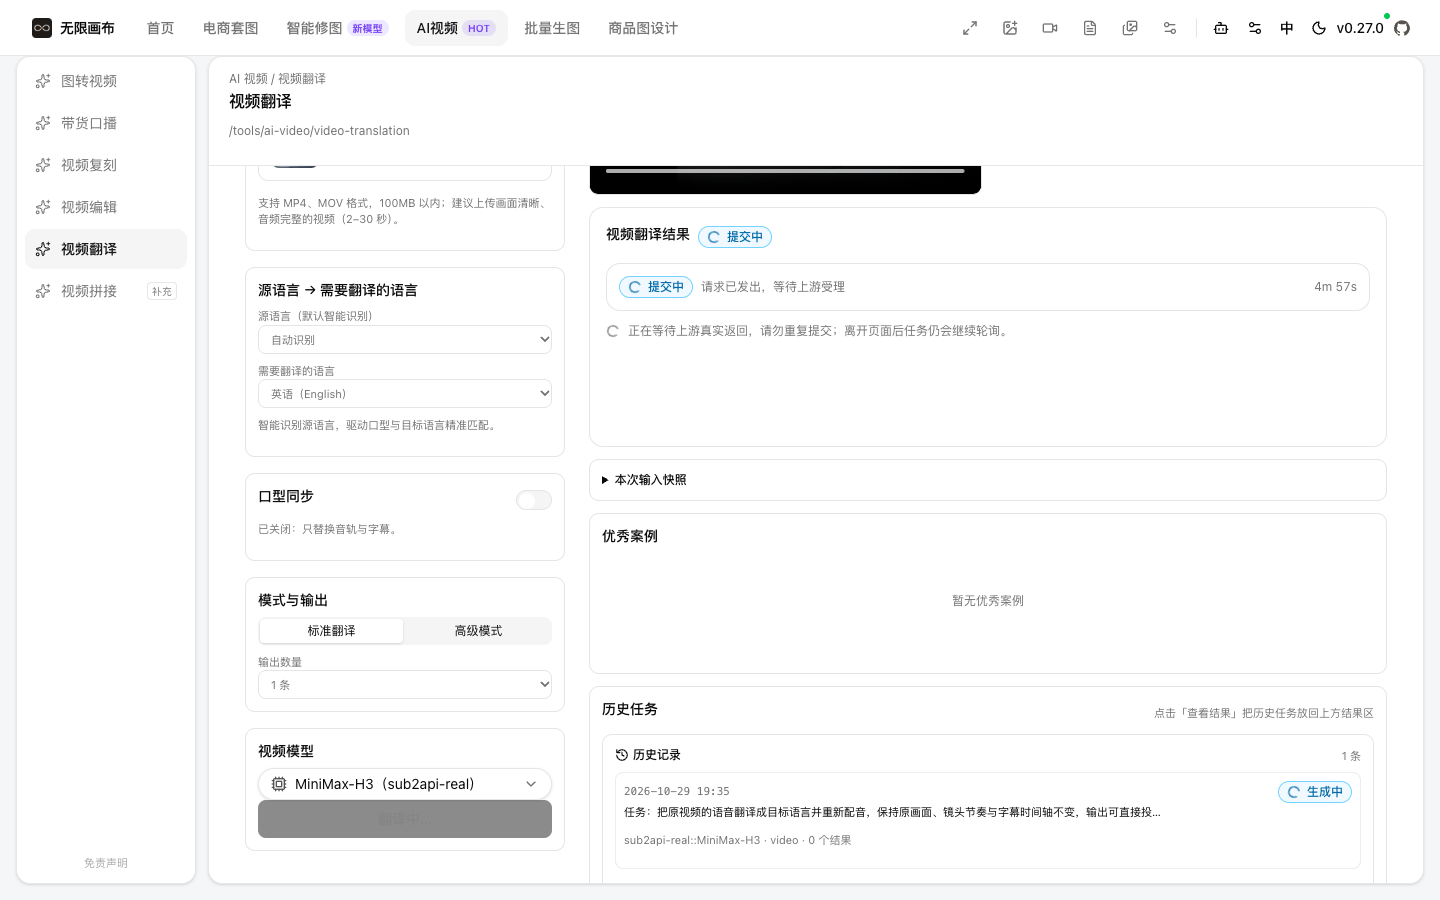 无限画布
首页
电商套图
智能修图 新模型
AI视频 HOT
批量生图
商品图设计
中
v0.27.0
图转视频
带货口播
视频复刻
视频编辑
视频翻译
视频拼接 补充
免责声明
AI 视频 / 视频翻译
视频翻译
/tools/ai-video/video-translation
支持 MP4、MOV 格式，100MB 以内；建议上传画面清晰、
音频完整的视频（2–30 秒）。
源语言 → 需要翻译的语言
源语言（默认智能识别）
自动识别
需要翻译的语言
英语（English）
智能识别源语言，驱动口型与目标语言精准匹配。
口型同步
已关闭：只替换音轨与字幕。
模式与输出
标准翻译 高级模式
输出数量
1 条
视频模型
MiniMax-H3（sub2api-real）
翻译中...
视频翻译结果 提交中
提交中 请求已发出，等待上游受理 4m 57s
正在等待上游真实返回，请勿重复提交；离开页面后任务仍会继续轮询。
本次输入快照
优秀案例
暂无优秀案例
历史任务
点击「查看结果」把历史任务放回上方结果区
历史记录 1 条
2026-10-29 19:35 生成中
任务：把原视频的语音翻译成目标语言并重新配音，保持原画面、镜头节奏与字幕时间轴不变，输出可直接投...
sub2api-real::MiniMax-H3 · video · 0 个结果